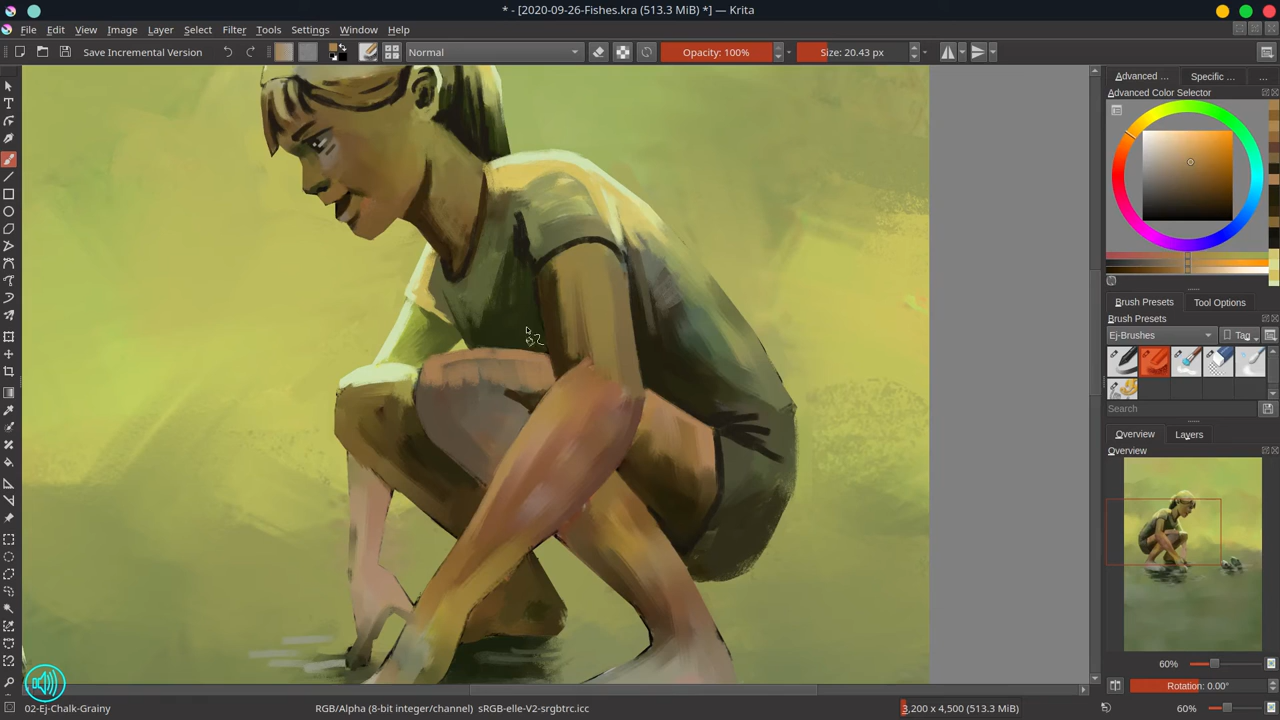 * - [2020-09-26-Fishes.kra (513.3 MiB) *] — Krita
File Edit View Image Layer Select Filter Tools Settings Window Help
Save Incremental Version Normal Opacity: 100% Size: 20.43 px
Advanced ... Specific ... ...
Advanced Color Selector
Brush Presets Tool Options
Brush Presets
Ej-Brushes Tag
Search
Overview Layers
Overview
60%
Rotation: 0.00°
02-Ej-Chalk-Grainy RGB/Alpha (8-bit integer/channel) sRGB-elle-V2-srgbtrc.icc 3,200 x 4,500 (513.3 MiB) 60%